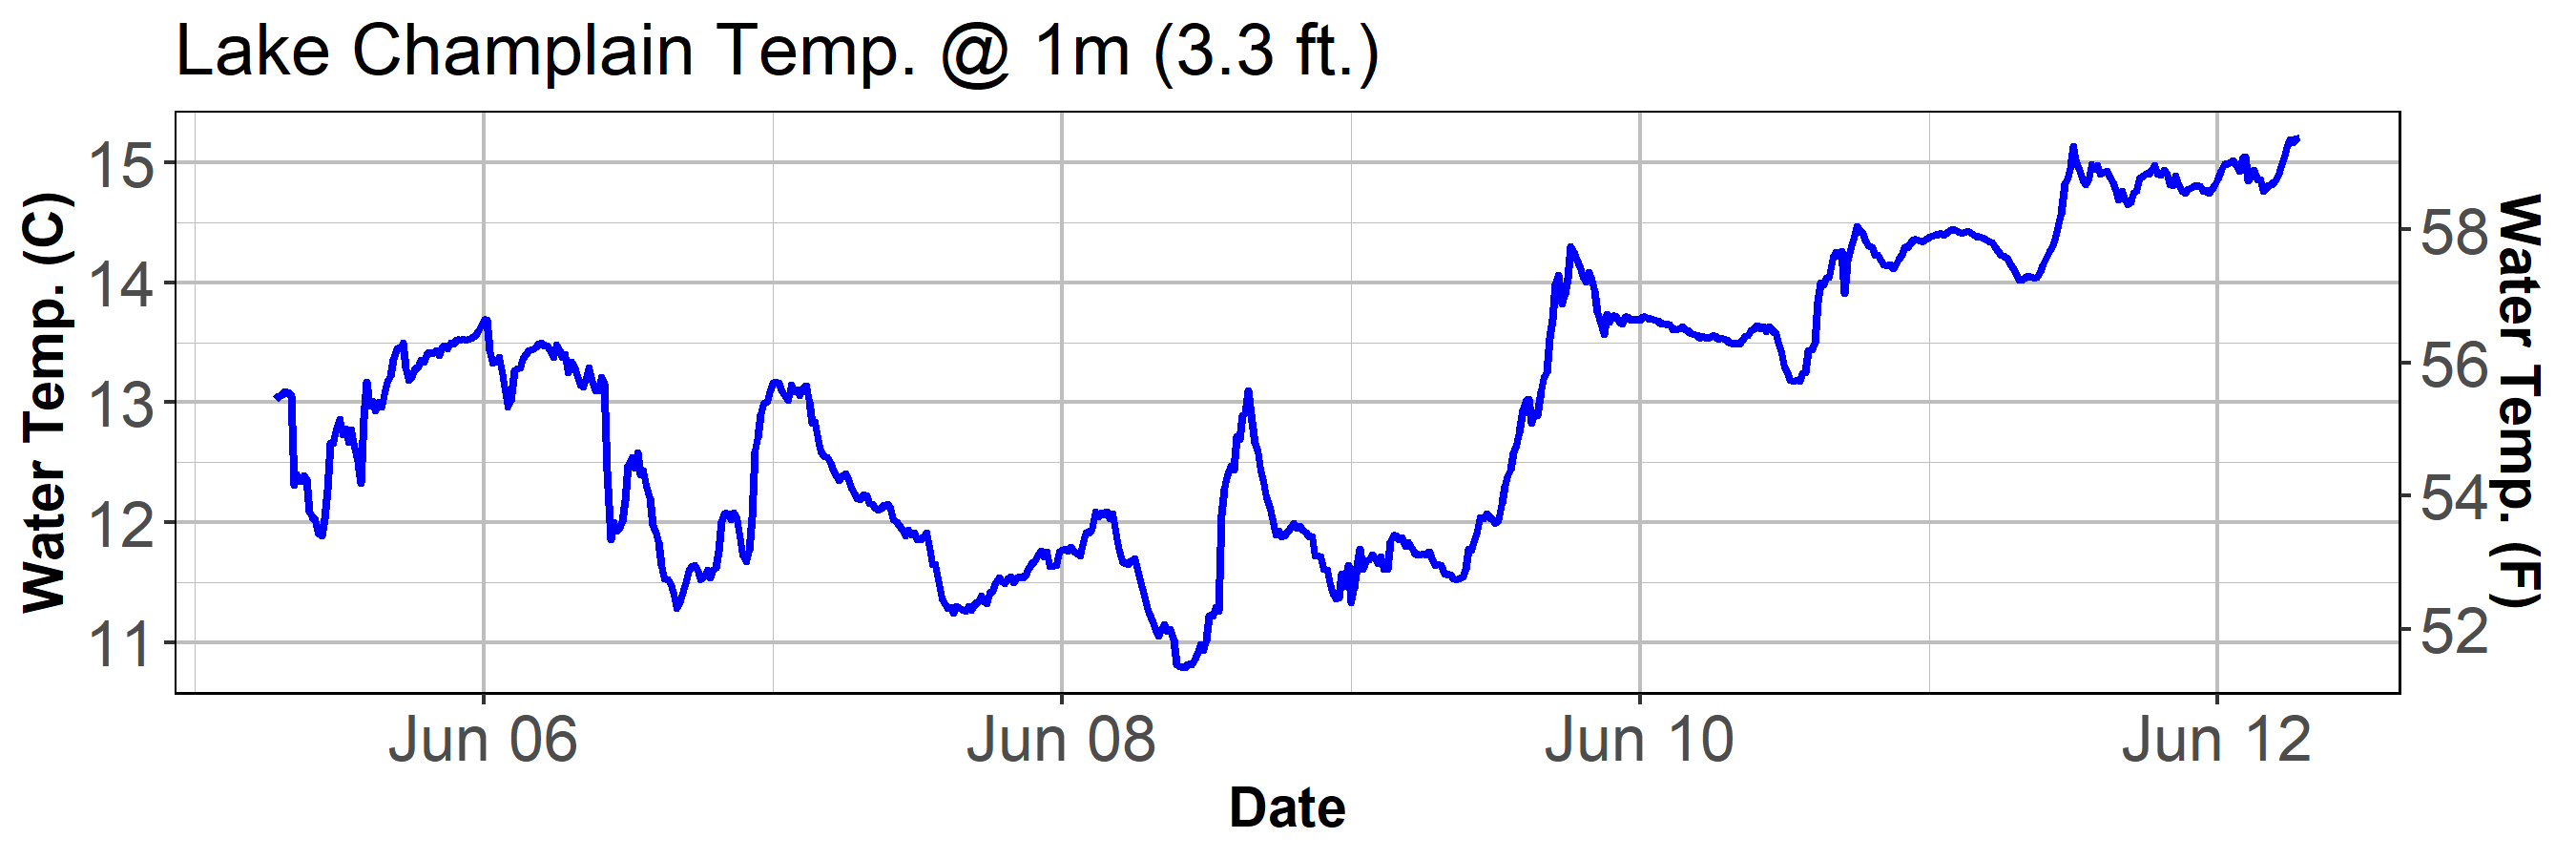 Lake Champlain Temp. @ 1m (3.3 ft.)
Water Temp. (C)
15
14
13
12
11
58
56
54
52
Water Temp. (F)
Jun 06 Jun 08 Jun 10 Jun 12
Date